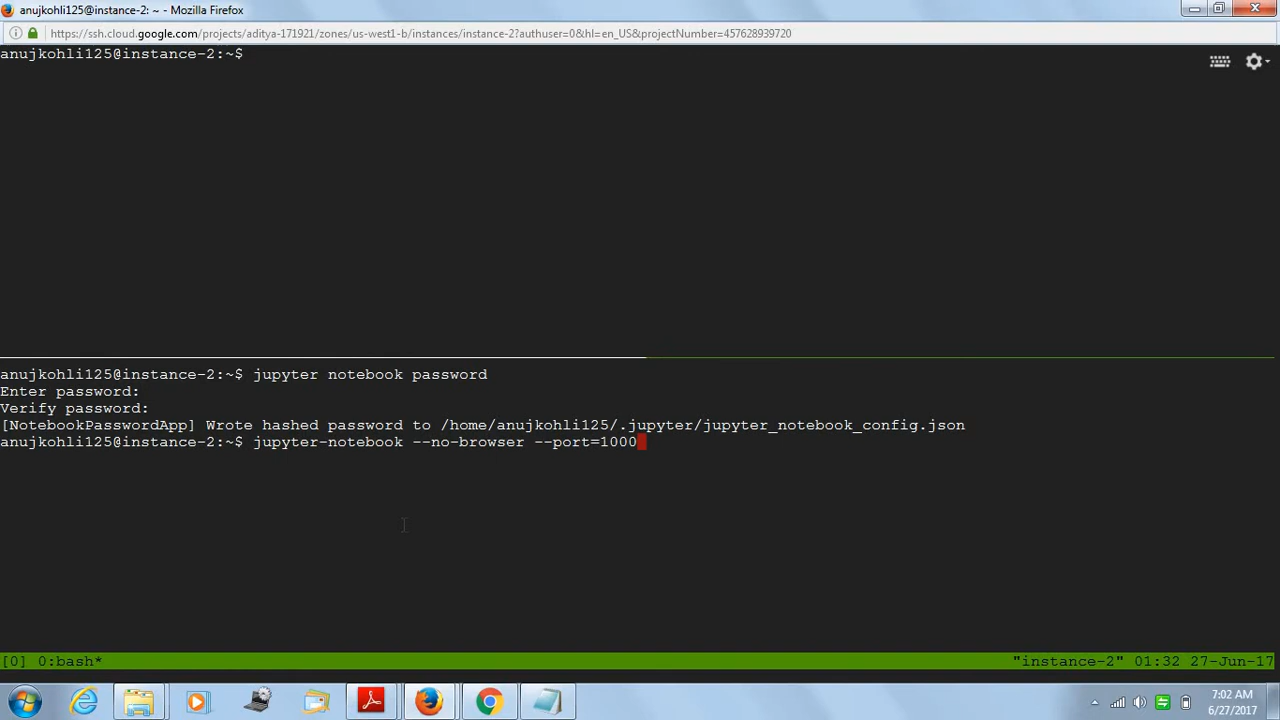 anujkohli125@instance-2: ~ - Mozilla Firefox
https://ssh.cloud.google.com/projects/aditya-171921/zones/us-west1-b/instances/instance-2?authuser=0&hl=en_US&projectNumber=457628939720
anujkohli125@instance-2:~$
anujkohli125@instance-2:~$ jupyter notebook password
Enter password:
Verify password:
[NotebookPasswordApp] Wrote hashed password to /home/anujkohli125/.jupyter/jupyter_notebook_config.json
anujkohli125@instance-2:~$ jupyter-notebook --no-browser --port=1000
[0] 0:bash* "instance-2" 01:32 27-Jun-17
7:02 AM
6/27/2017